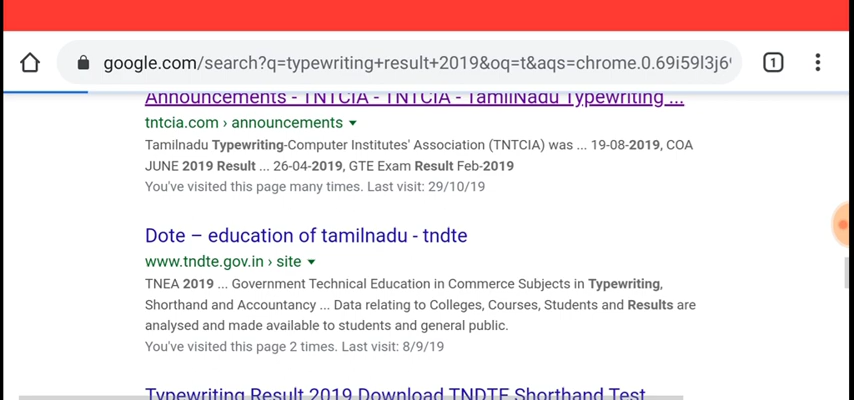 google.com/search?q=typewriting+result+2019&oq=t&aqs=chrome.0.69i59l3j6
1
Announcements - TNTCIA - TNTCIA - TamilNadu Typewriting ...
tntcia.com › announcements
Tamilnadu Typewriting-Computer Institutes' Association (TNTCIA) was ... 19-08-2019, COA
JUNE 2019 Result ... 26-04-2019, GTE Exam Result Feb-2019
You've visited this page many times. Last visit: 29/10/19
Dote – education of tamilnadu - tndte
www.tndte.gov.in › site
TNEA 2019 ... Government Technical Education in Commerce Subjects in Typewriting,
Shorthand and Accountancy ... Data relating to Colleges, Courses, Students and Results are
analysed and made available to students and general public.
You've visited this page 2 times. Last visit: 8/9/19
Typewriting Result 2019 Download TNDTE Shorthand Test